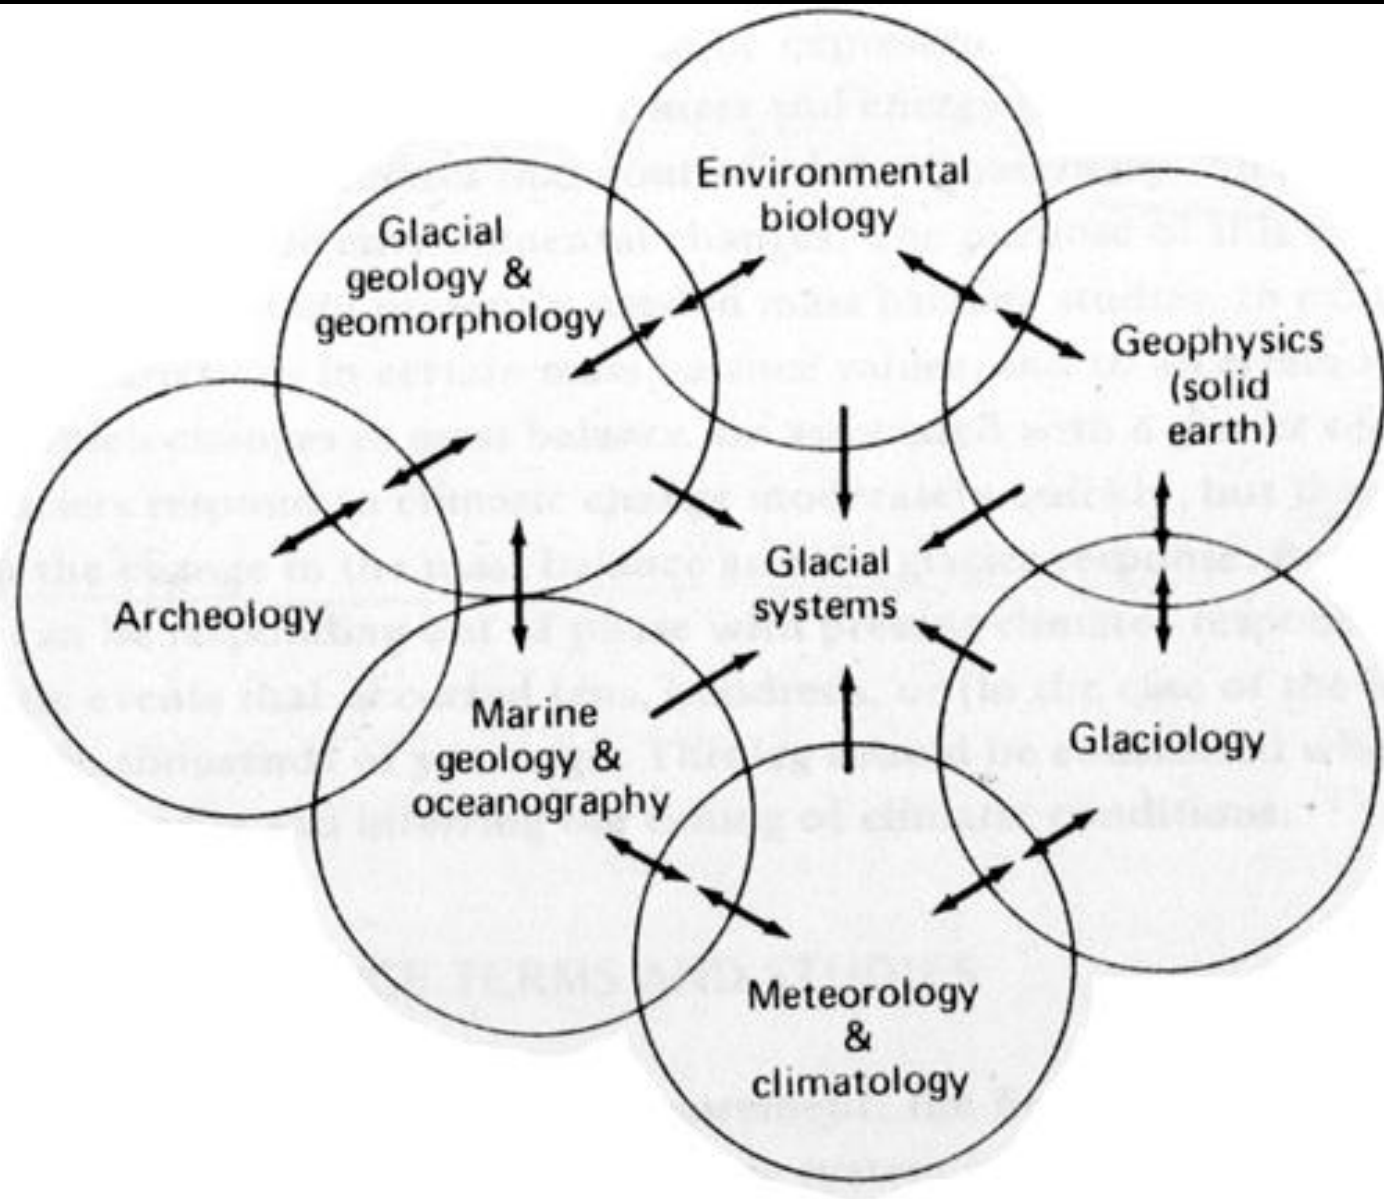 Environmental
biology
Glacial
geology &
geomorphology
Geophysics
(solid
earth)
Archeology
Glacial
systems
Marine
geology &
oceanography
Glaciology
Meteorology
&
climatology